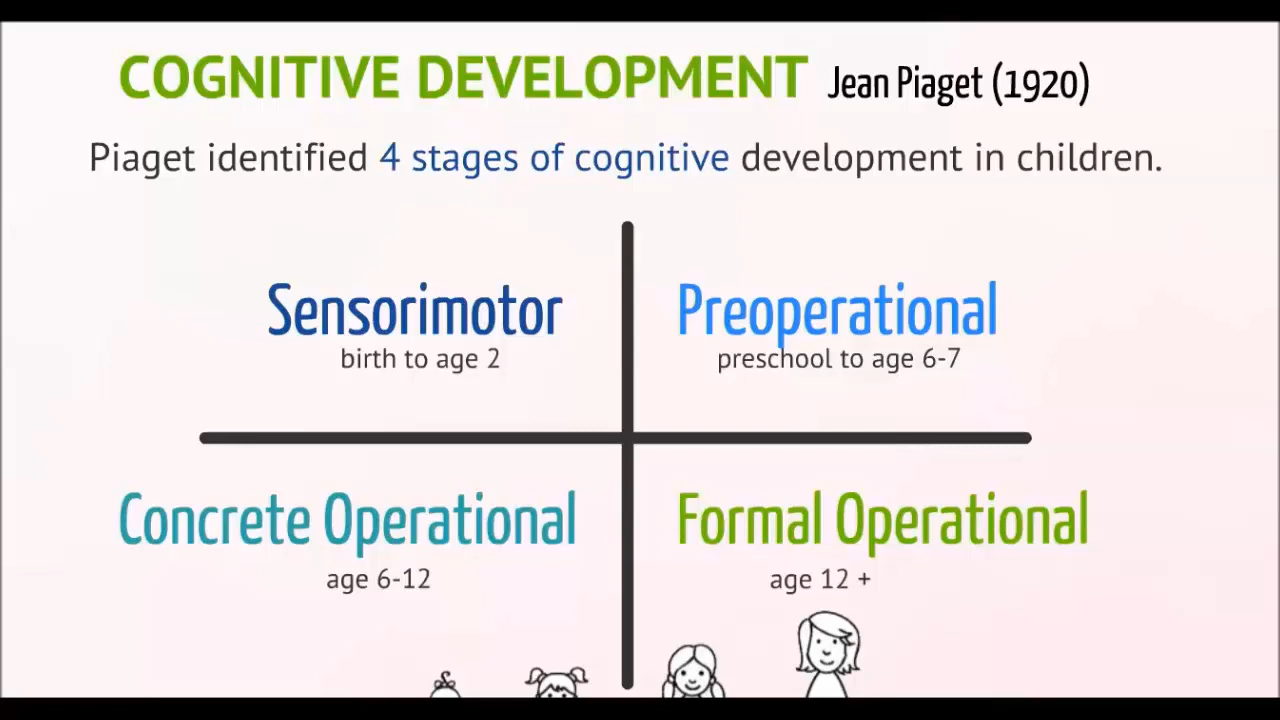 COGNITIVE DEVELOPMENT Jean Piaget (1920)
Piaget identified 4 stages of cognitive development in children.
Sensorimotor
birth to age 2
Preoperational
preschool to age 6-7
Concrete Operational
age 6-12
Formal Operational
age 12 +